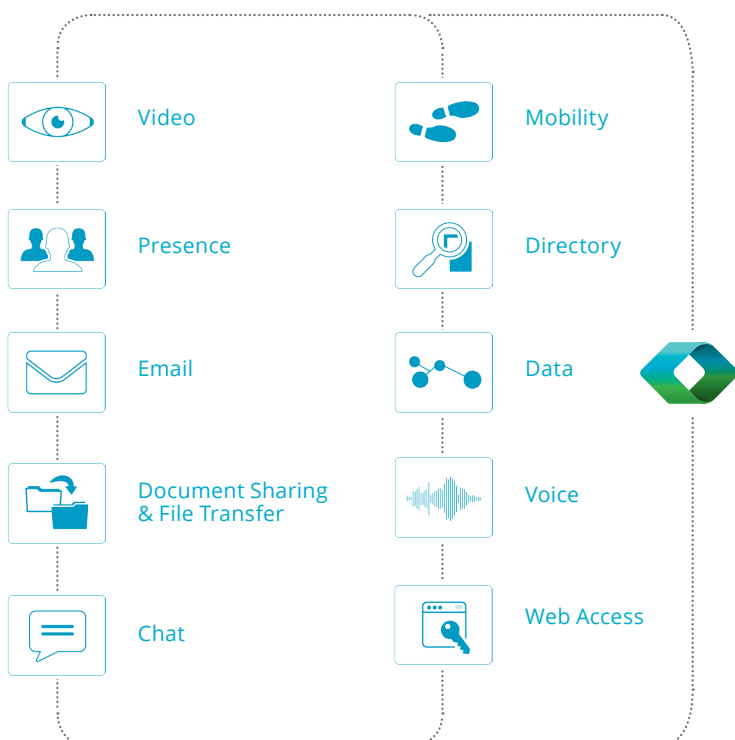 Video
Presence
Email
Document Sharing
& File Transfer
Chat
Mobility
Directory
Data
Voice
Web Access